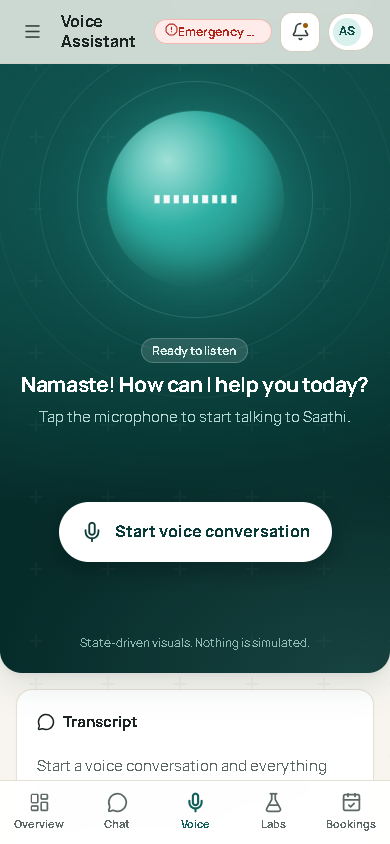 Voice
Assistant
Emergency ...
AS
Ready to listen
Namaste! How can I help you today?
Tap the microphone to start talking to Saathi.
Start voice conversation
State-driven visuals. Nothing is simulated.
Transcript
Start a voice conversation and everything
Overview
Chat
Voice
Labs
Bookings